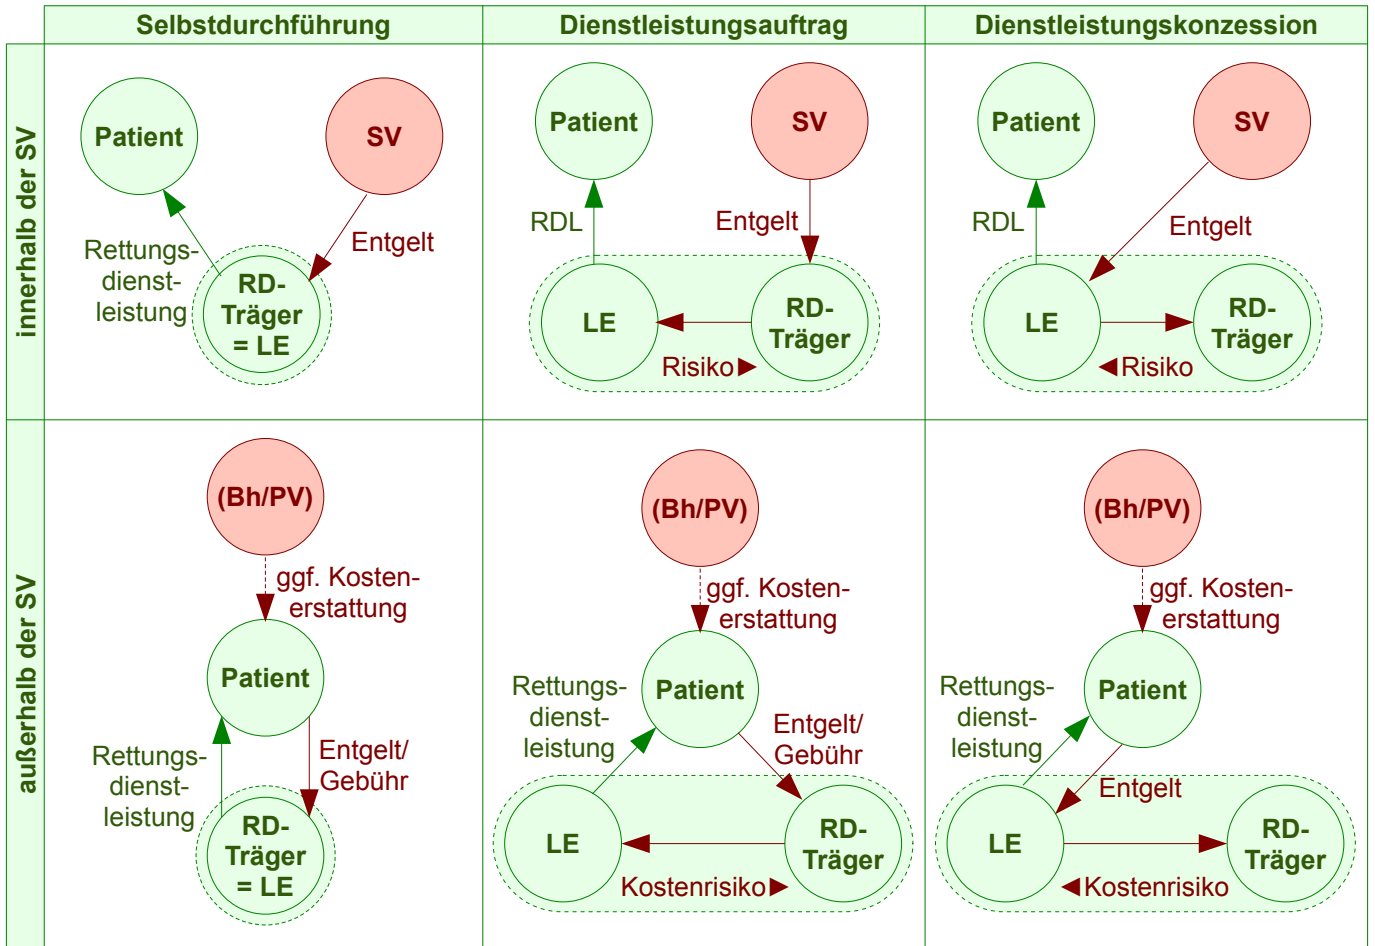 Selbstdurchführung
Dienstleistungsauftrag
Dienstleistungskonzession
innerhalb der SV
Patient
SV
Rettungs-
dienst-
leistung
Entgelt
RD-
Träger
= LE
Patient
SV
RDL
Entgelt
LE
RD-
Träger
Risiko►
Patient
SV
RDL
Entgelt
LE
RD-
Träger
◄Risiko
außerhalb der SV
(Bh/PV)
ggf. Kosten-
erstattung
Patient
Rettungs-
dienst-
leistung
Entgelt/
Gebühr
RD-
Träger
= LE
(Bh/PV)
ggf. Kosten-
erstattung
Patient
Rettungs-
dienst-
leistung
Entgelt/
Gebühr
LE
RD-
Träger
Kostenrisiko►
(Bh/PV)
ggf. Kosten-
erstattung
Patient
Rettungs-
dienst-
leistung
Entgelt
LE
RD-
Träger
◄Kostenrisiko